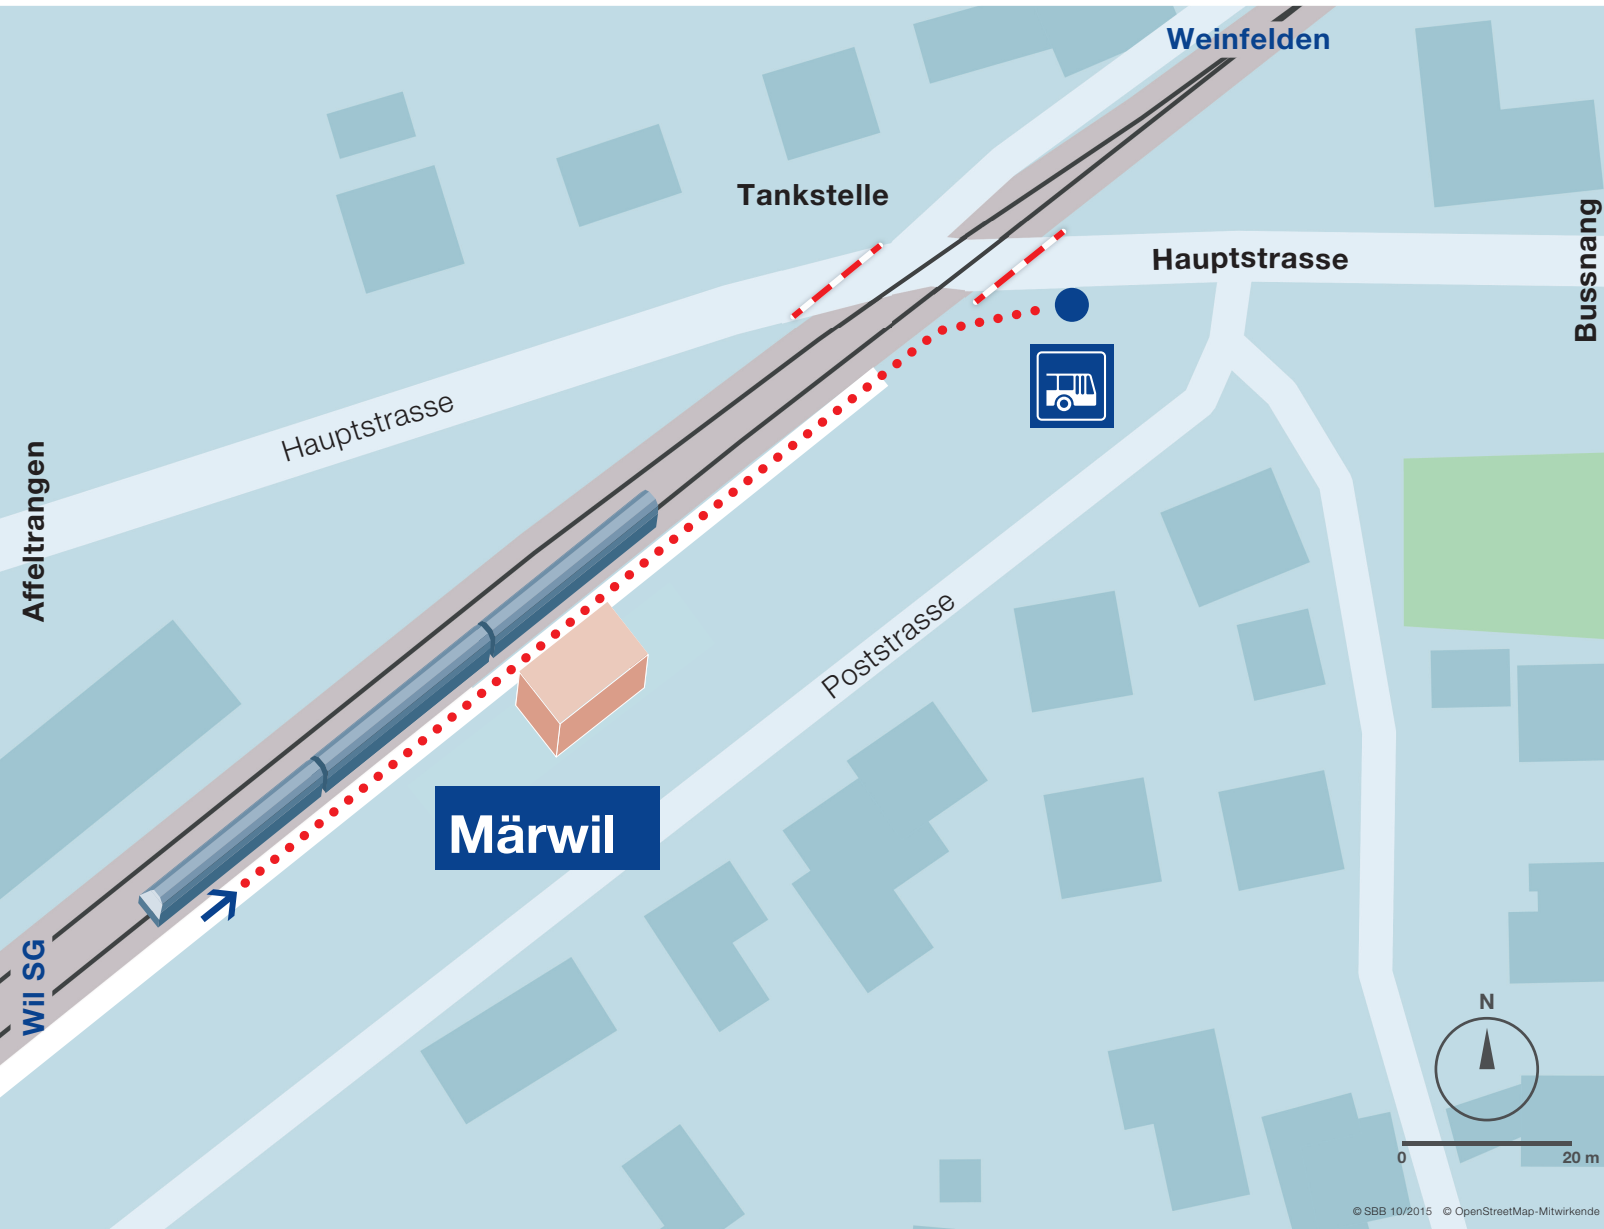 Weinfelden
Tankstelle
Hauptstrasse
Bussnang
Hauptstrasse
Affeltrangen
Poststrasse
Märwil
Wil SG
N
0 20 m
© SBB 10/2015 © OpenStreetMap-Mitwirkende